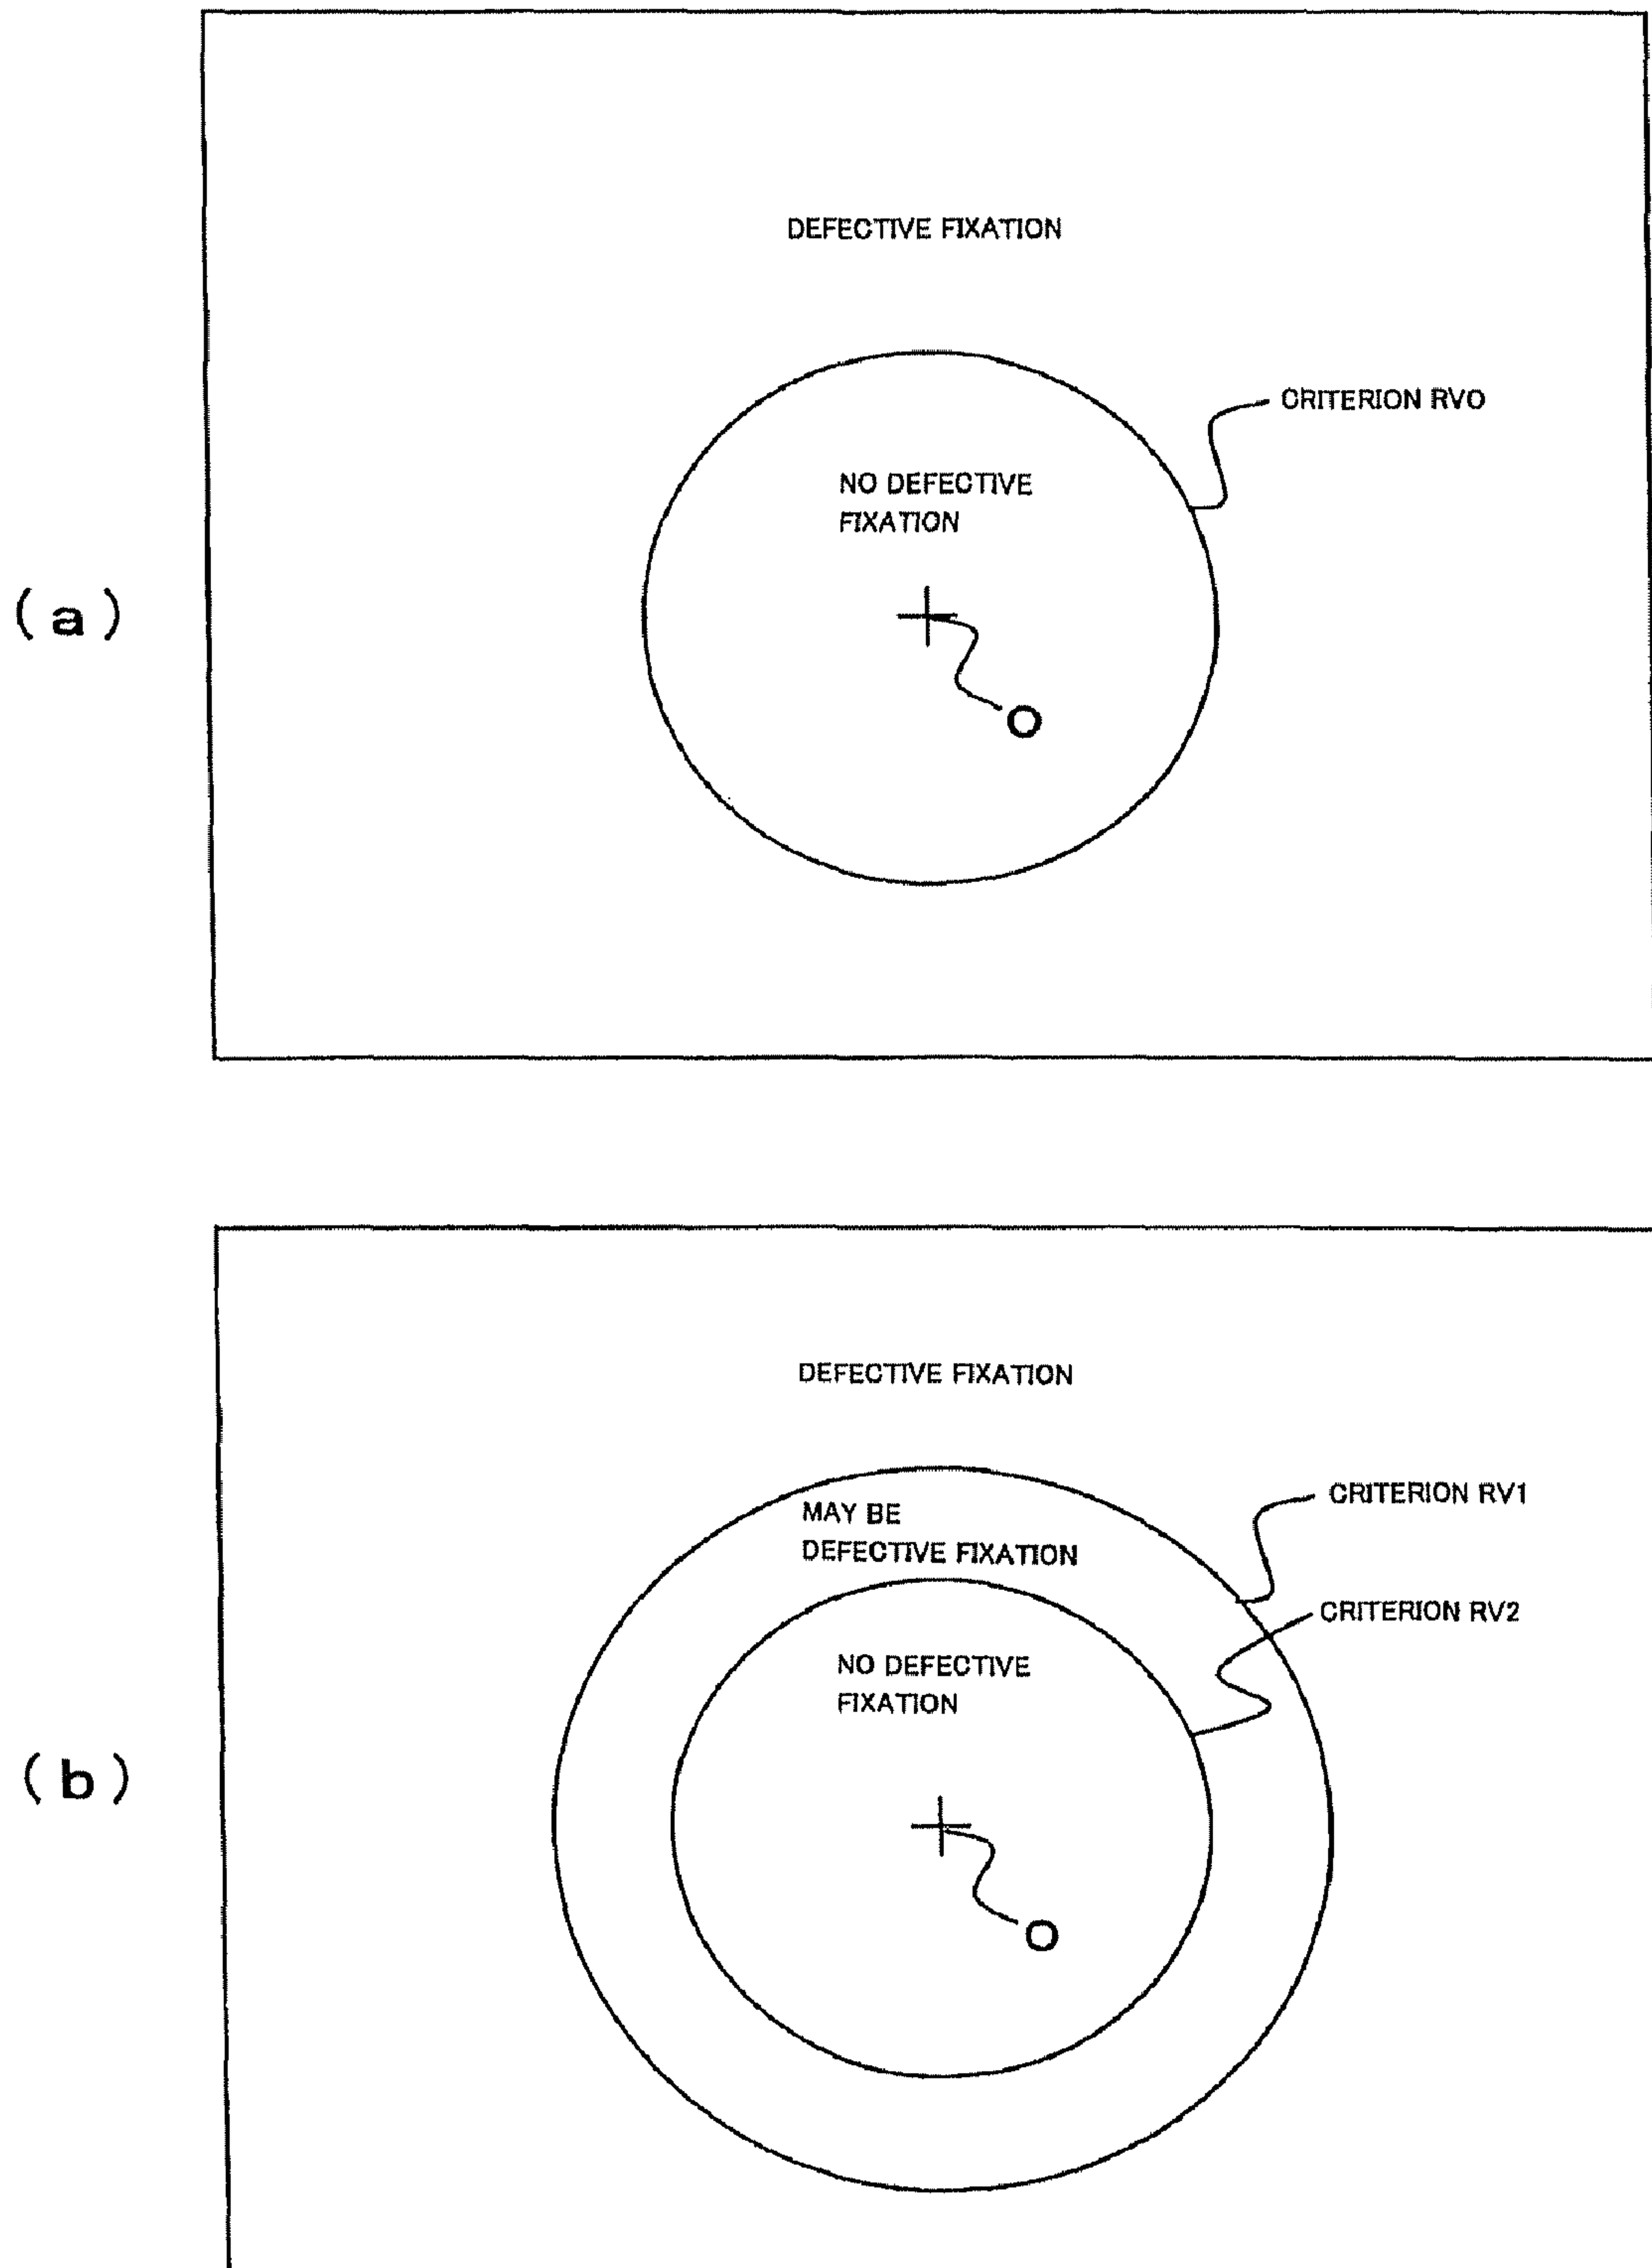 DEFECTIVE FIXATION
CRITERION RV0
NO DEFECTIVE
FIXATION
(a)
O
DEFECTIVE FIXATION
CRITERION RV1
MAY BE
DEFECTIVE FIXATION
CRITERION RV2
NO DEFECTIVE
FIXATION
(b)
O